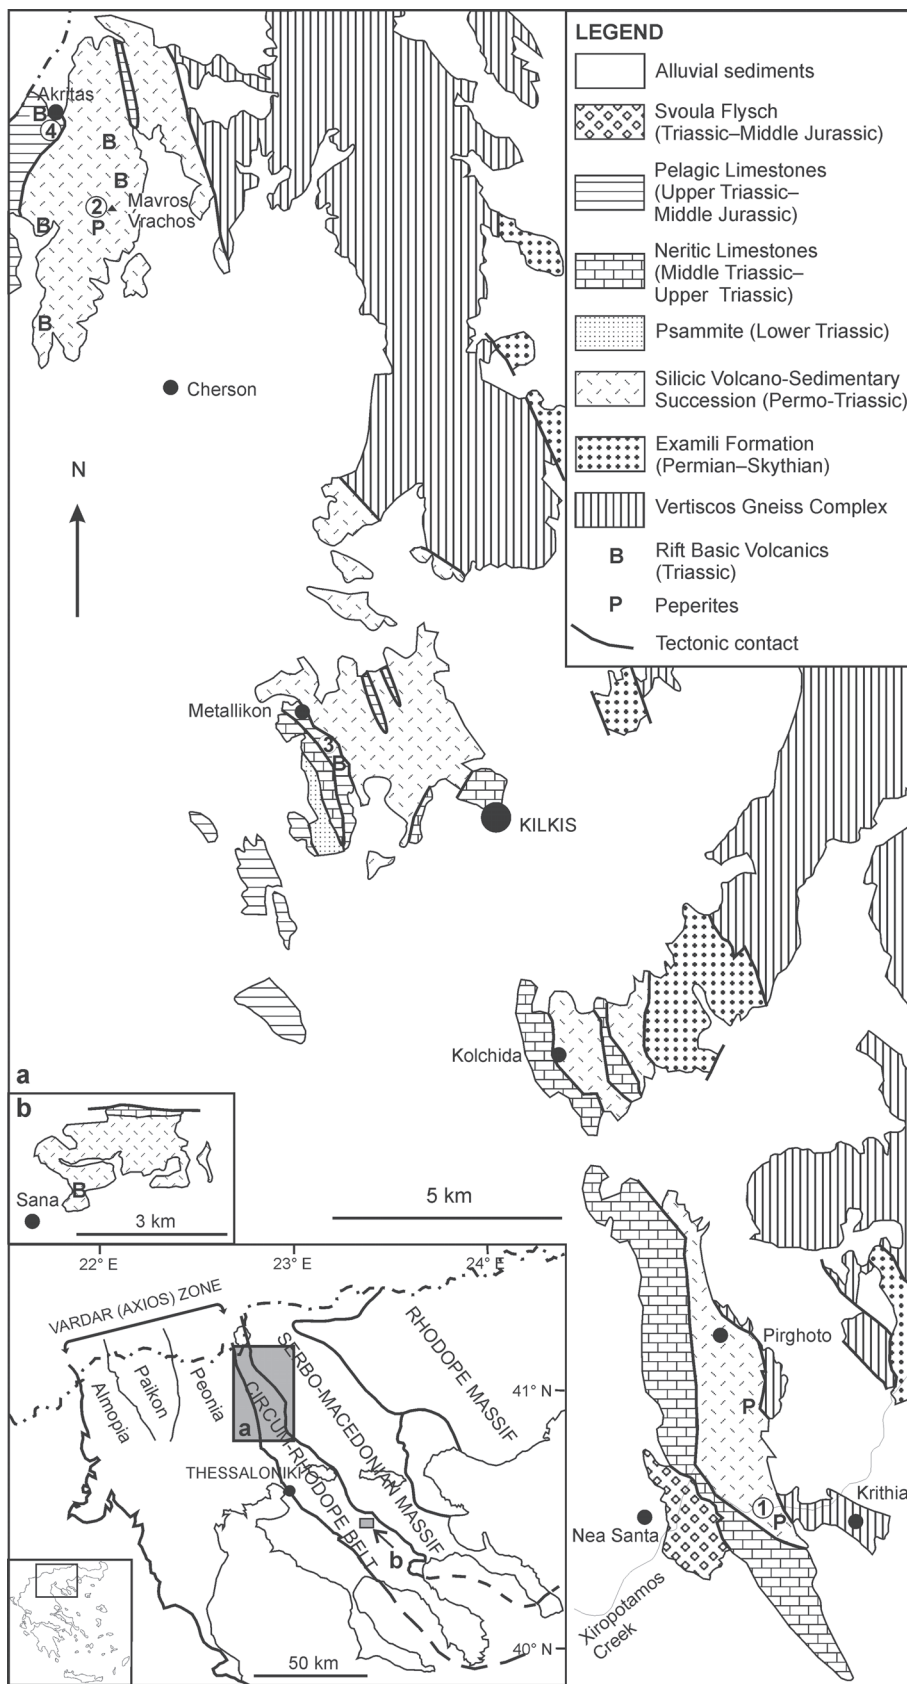 LEGEND
Alluvial sediments
Svoula Flysch
(Triassic–Middle Jurassic)
Pelagic Limestones
(Upper Triassic–
Middle Jurassic)
Neritic Limestones
(Middle Triassic–
Upper Triassic)
Psammite (Lower Triassic)
Silicic Volcano-Sedimentary
Succession (Permo-Triassic)
Examili Formation
(Permian–Skythian)
Vertiscos Gneiss Complex
B Rift Basic Volcanics
(Triassic)
P Peperites
Tectonic contact
Akritas
B
4
B
B
2
Mavros
Vrachos
B
P
B
Cherson
N
Metallikon
3
B
KILKIS
Kolchida
a
b
B
Sana
3 km
5 km
Pirghoto
P
1
P
Krithia
Nea Santa
Xiropotamos
Creek
22° E
23° E
24° E
VARDAR (AXIOS) ZONE
Almopia
Paikon
Peonia
SERBO-MACEDONIAN MASSIF
RHODOPE MASSIF
CIRCUM-RHODOPE BELT
41° N
a
THESSALONIKI
b
40° N
50 km